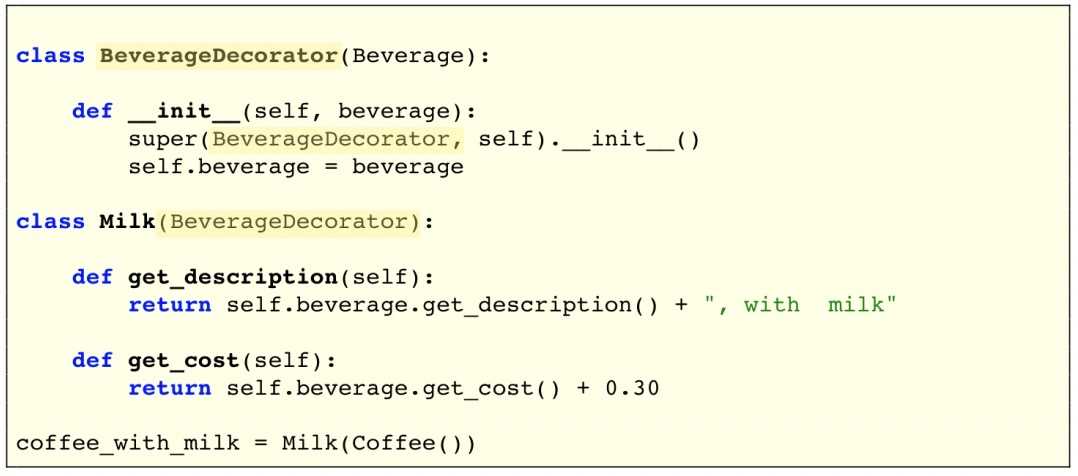 class BeverageDecorator(Beverage):
    def __init__(self, beverage):
        super(BeverageDecorator, self).__init__()
        self.beverage = beverage
class Milk(BeverageDecorator):
    def get_description(self):
        return self.beverage.get_description() + ", with  milk"
    def get_cost(self):
        return self.beverage.get_cost() + 0.30
coffee_with_milk = Milk(Coffee())